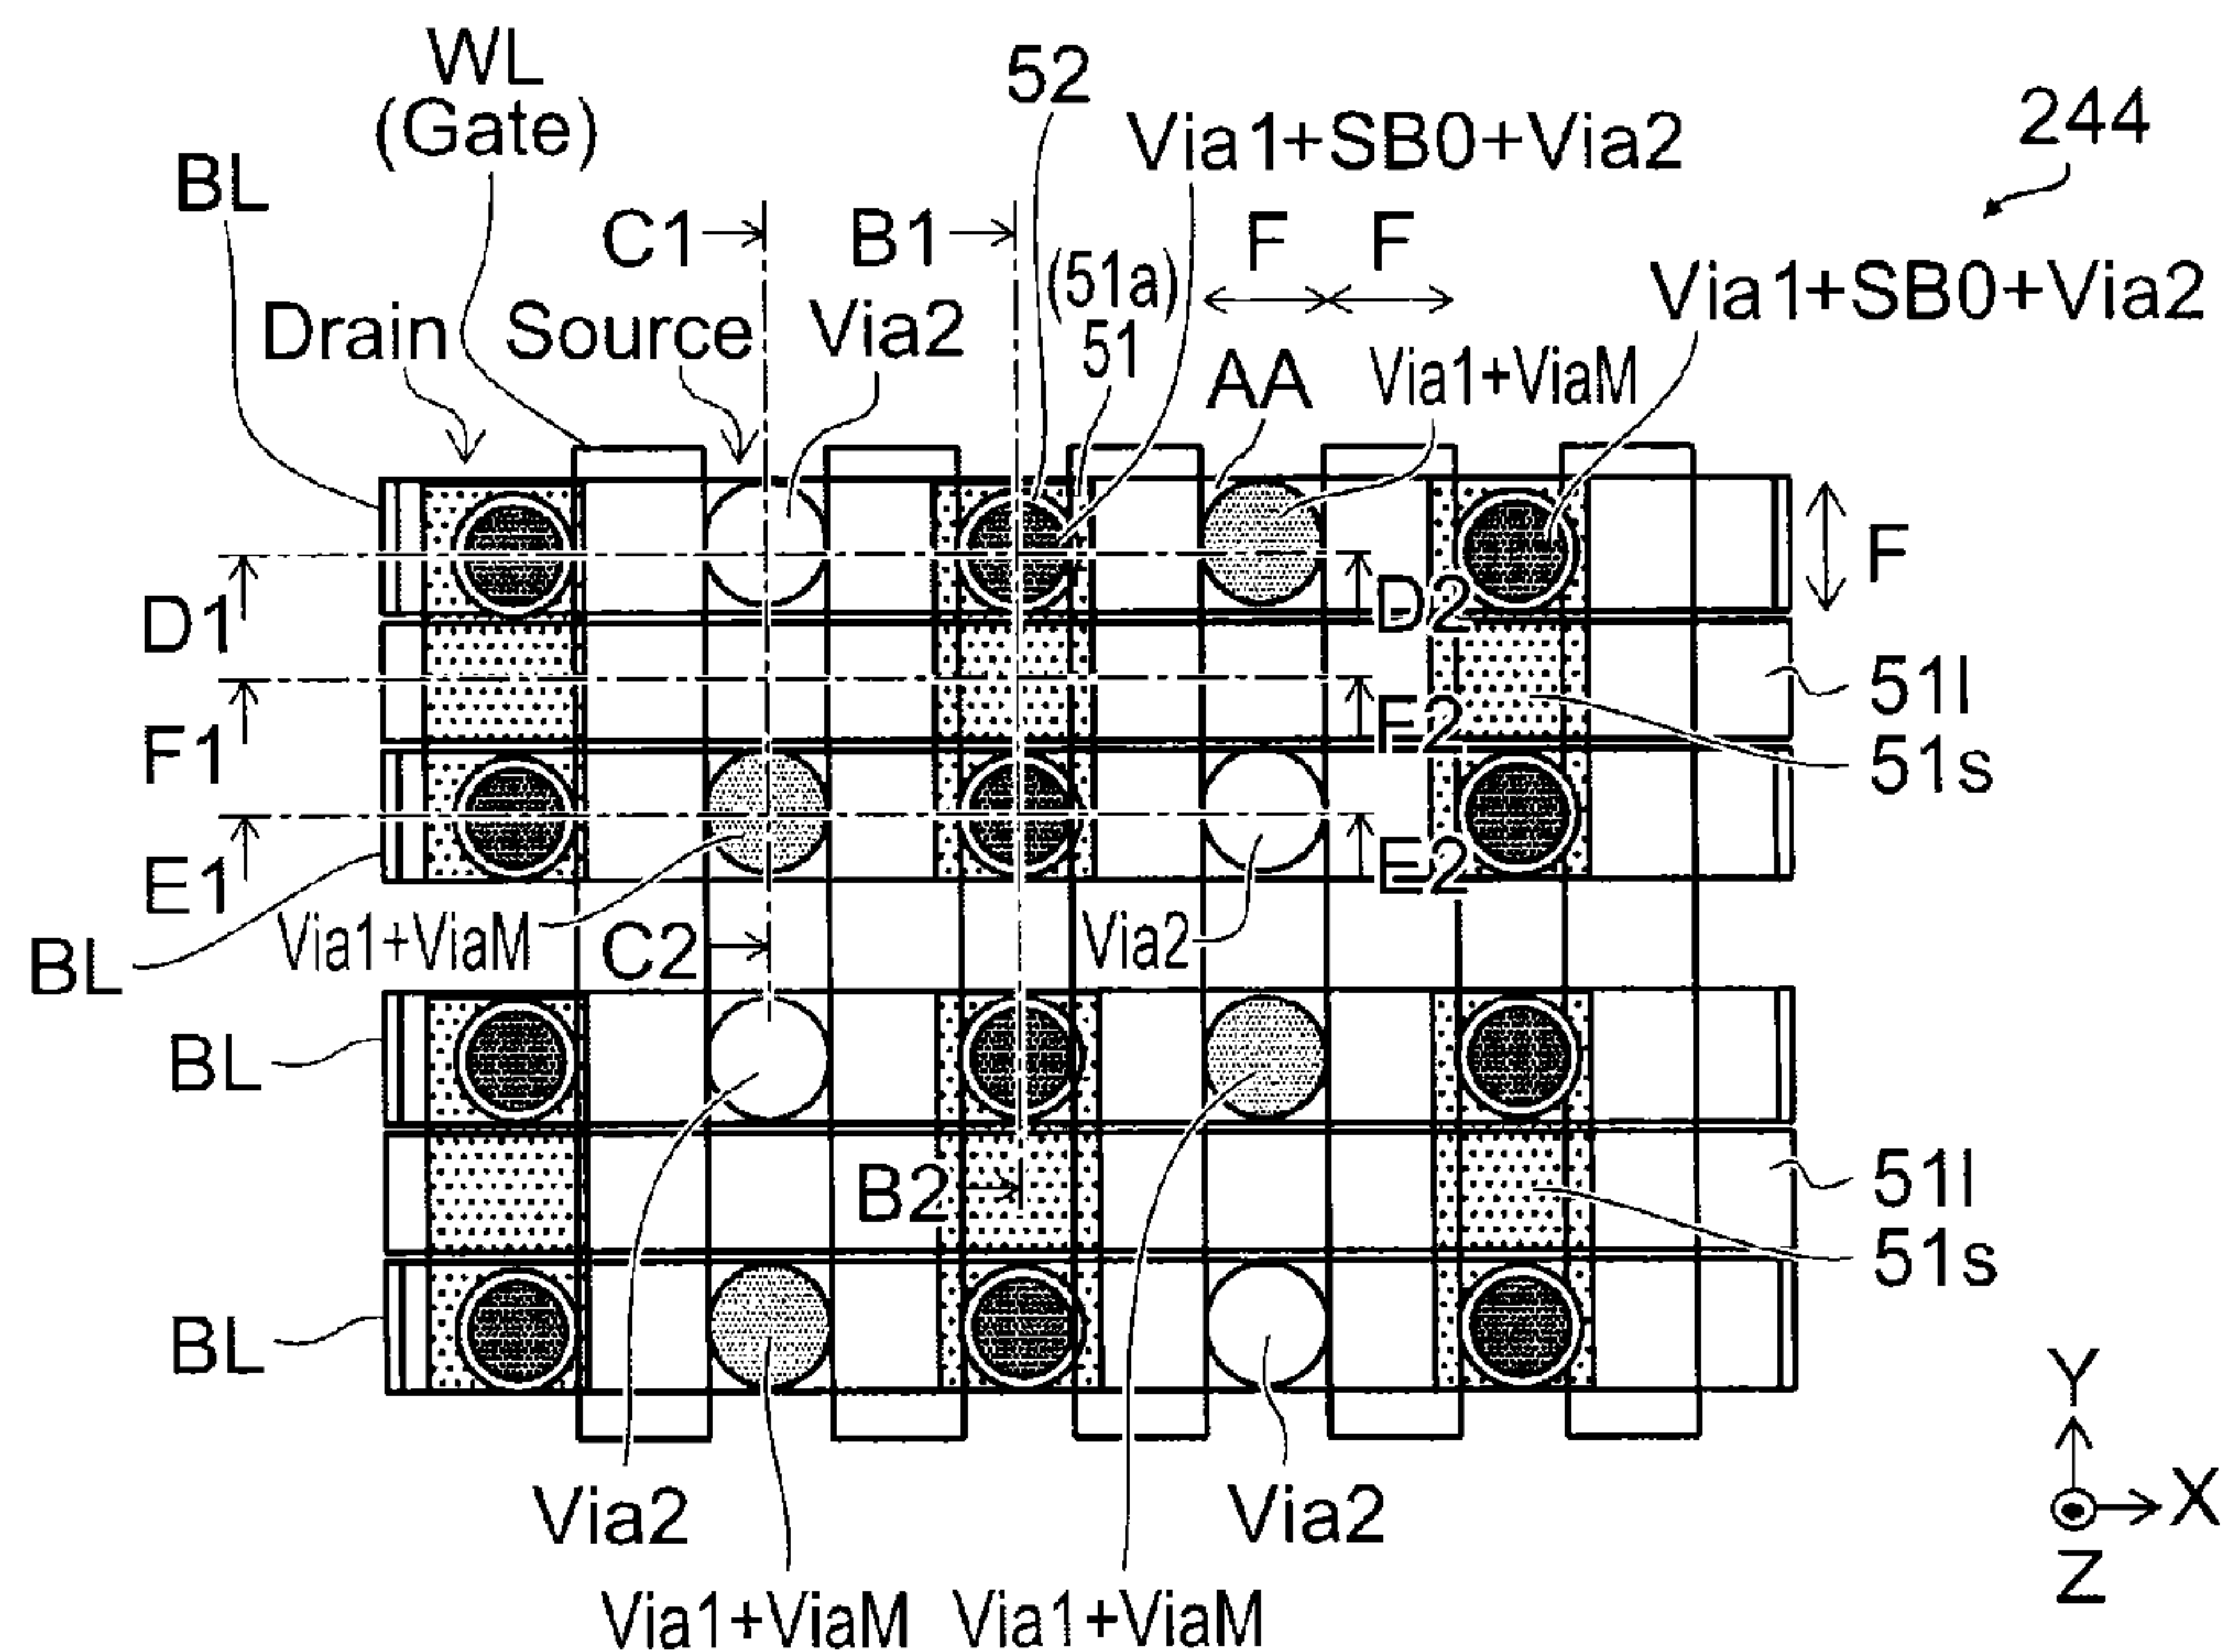 WL
(Gate)
52
244
BL
Via1+SB0+Via2
C1
B1
(51a)
F
F
Via1+SB0+Via2
Drain
Source
Via2
51
AA
Via1+ViaM
D1
D2
F
F1
F2
51l
51s
E1
E2
BL
Via1+ViaM
C2
Via2
BL
B2
51l
51s
BL
Y
X
Z
Via2
Via2
Via1+ViaM
Via1+ViaM